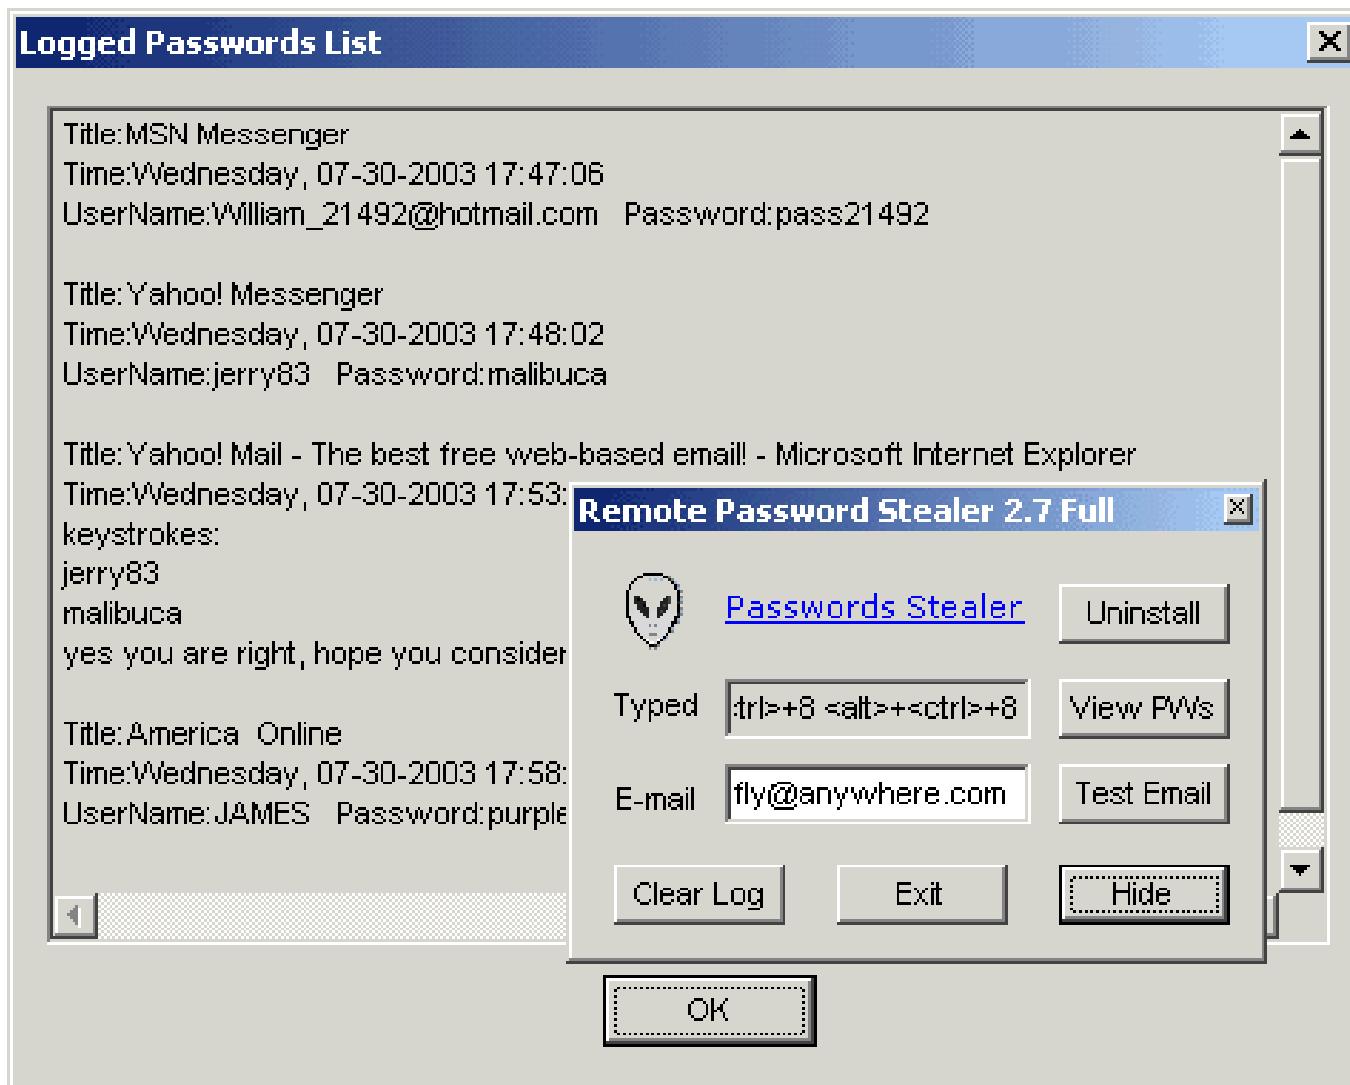 Logged Passwords List
Title:MSN Messenger
Time:Wednesday, 07-30-2003 17:47:06
UserName:William_21492@hotmail.com Password:pass21492
Title:Yahoo! Messenger
Time:Wednesday, 07-30-2003 17:48:02
UserName:jerry83 Password:malibuca
Title:Yahoo! Mail - The best free web-based email! - Microsoft Internet Explorer
Time:Wednesday, 07-30-2003 17:53:
keystrokes:
jerry83
malibuca
yes you are right, hope you consider
Title:America Online
Time:Wednesday, 07-30-2003 17:58:
UserName:JAMES Password:purple
Remote Password Stealer 2.7 Full
Passwords Stealer
Uninstall
Typed
trl>+8 <alt>+<ctrl>+8
View PWs
E-mail
fly@anywhere.com
Test Email
Clear Log
Exit
Hide
OK